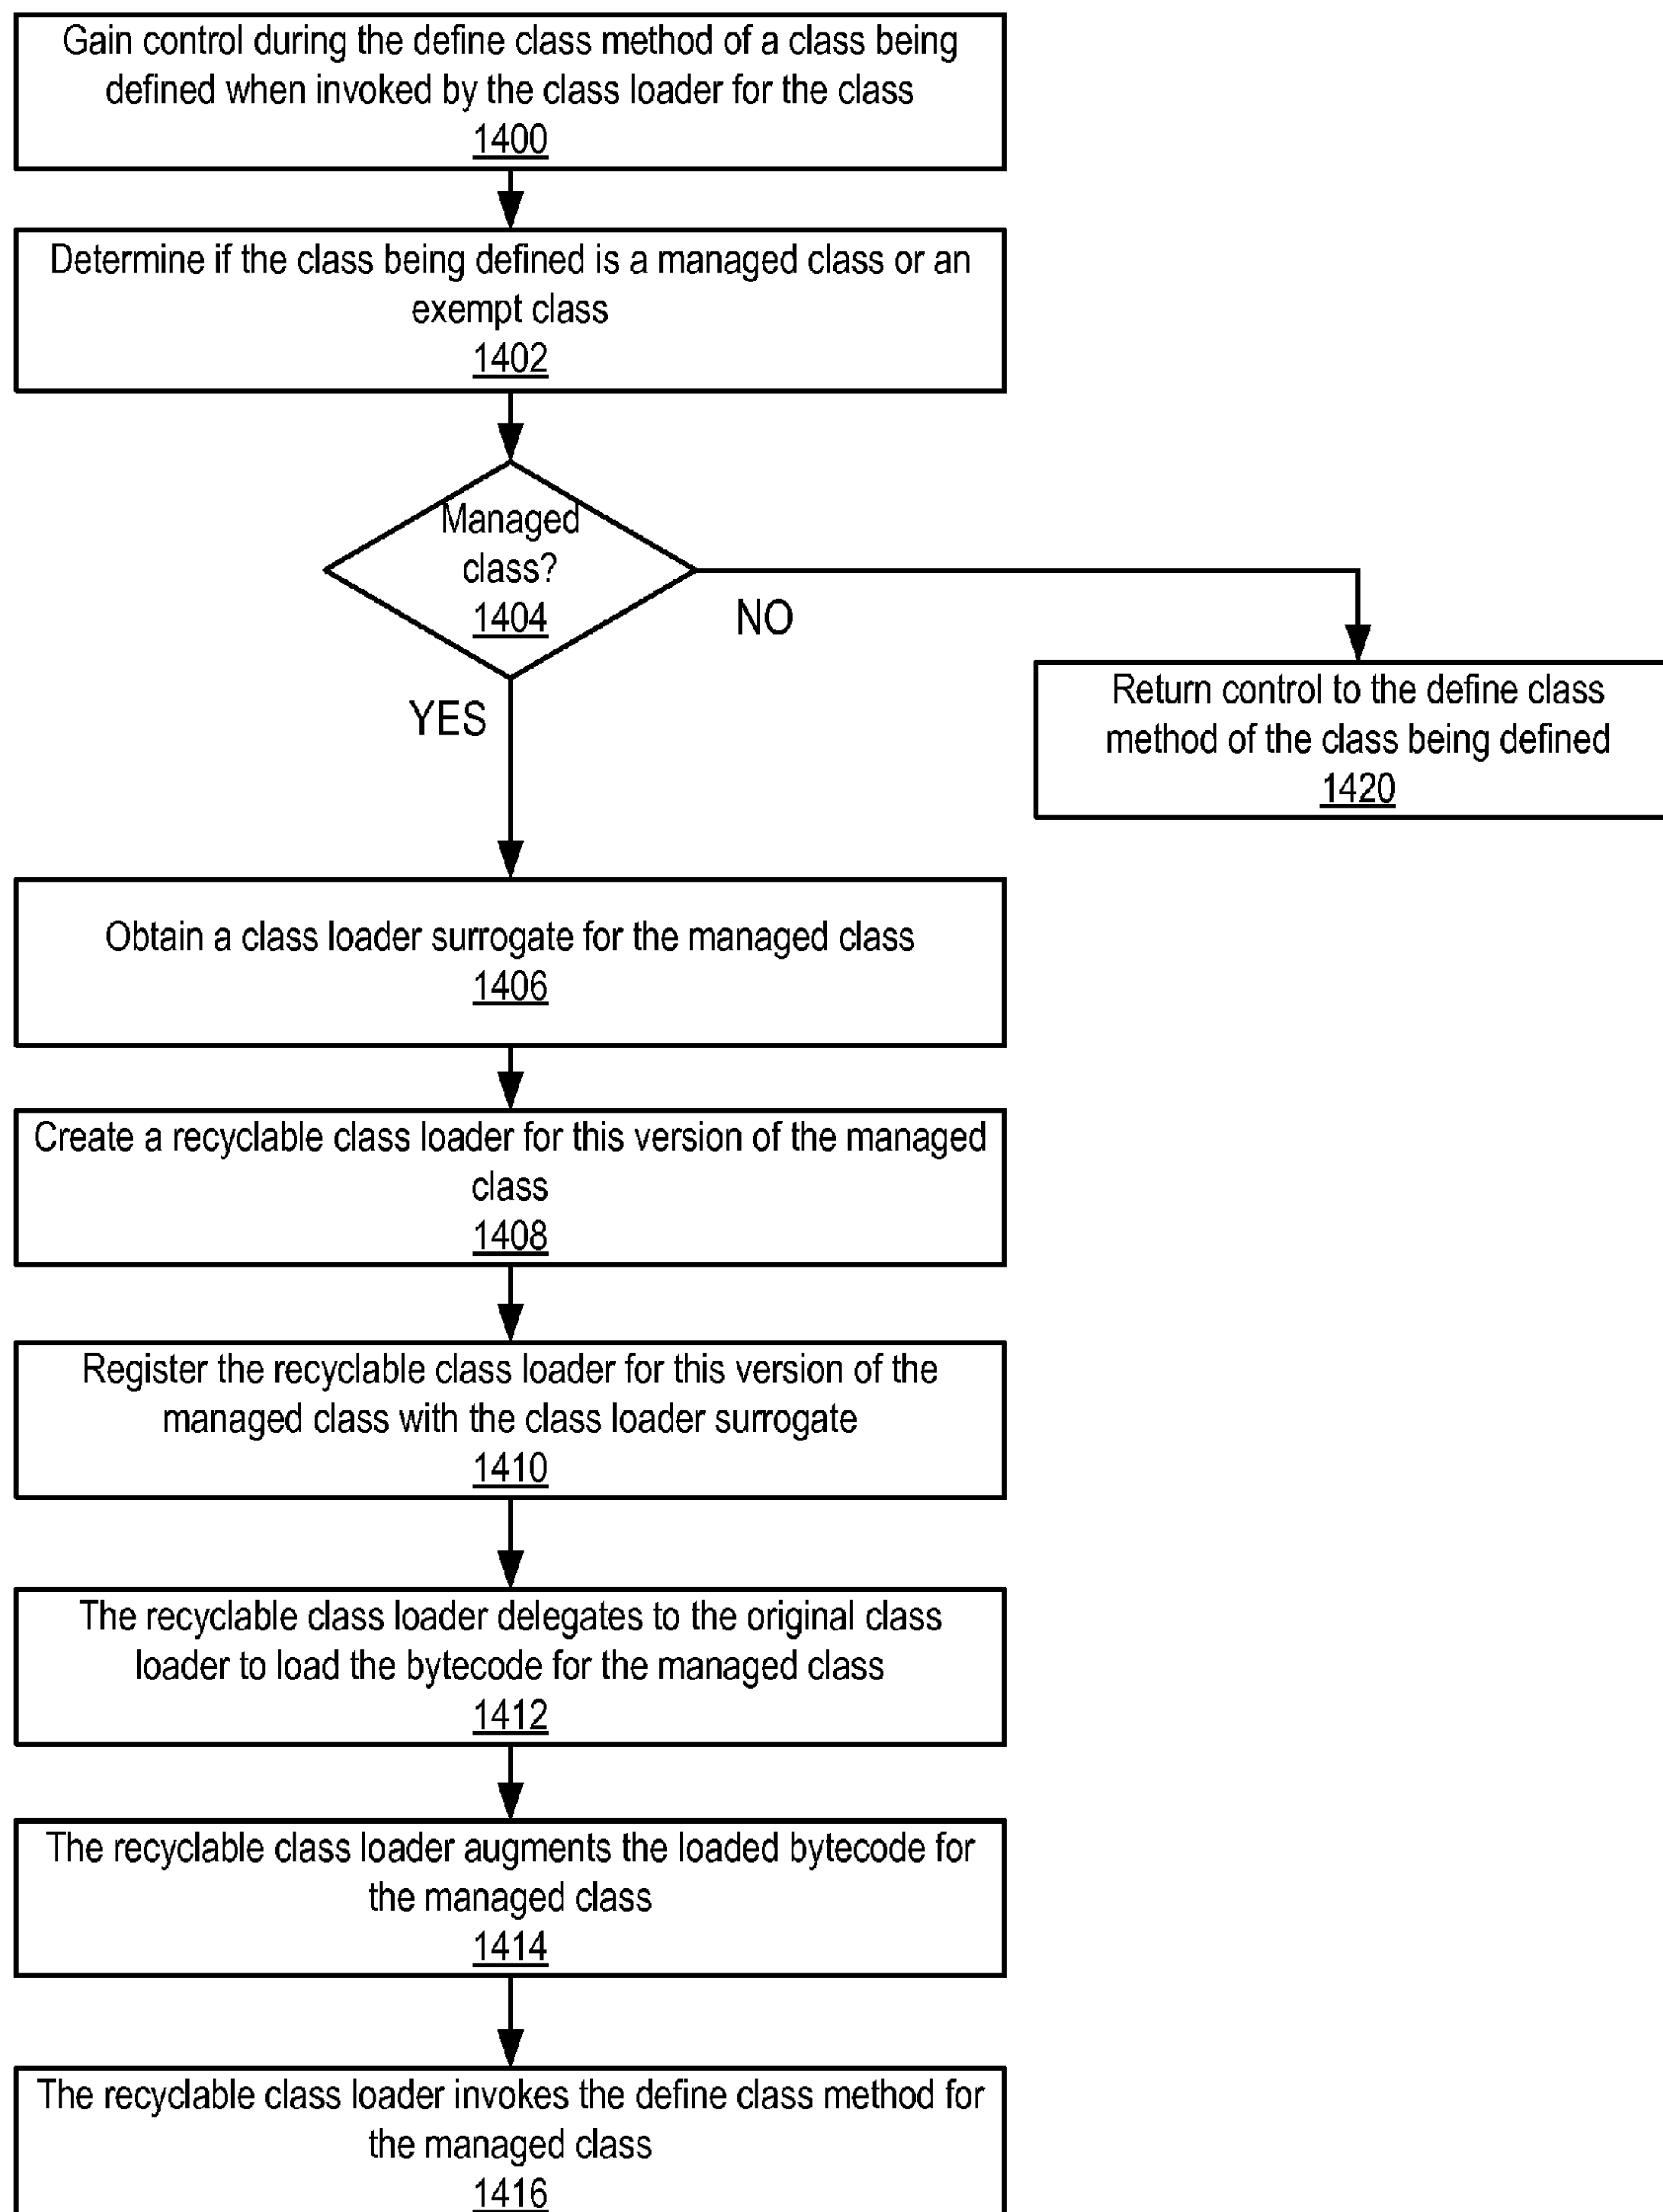 Gain control during the define class method of a class being
defined when invoked by the class loader for the class
1400
Determine if the class being defined is a managed class or an
exempt class
1402
Managed
class?
1404
NO
YES
Return control to the define class
method of the class being defined
1420
Obtain a class loader surrogate for the managed class
1406
Create a recyclable class loader for this version of the managed
class
1408
Register the recyclable class loader for this version of the
managed class with the class loader surrogate
1410
The recyclable class loader delegates to the original class
loader to load the bytecode for the managed class
1412
The recyclable class loader augments the loaded bytecode for
the managed class
1414
The recyclable class loader invokes the define class method for
the managed class
1416